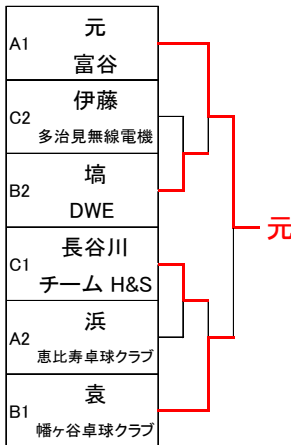 A1
元
富谷
C2
伊藤
多治見無線電機
B2
塙
DWE
C1
長谷川
チーム H&S
A2
浜
恵比寿卓球クラブ
B1
袁
幡ヶ谷卓球クラブ
元